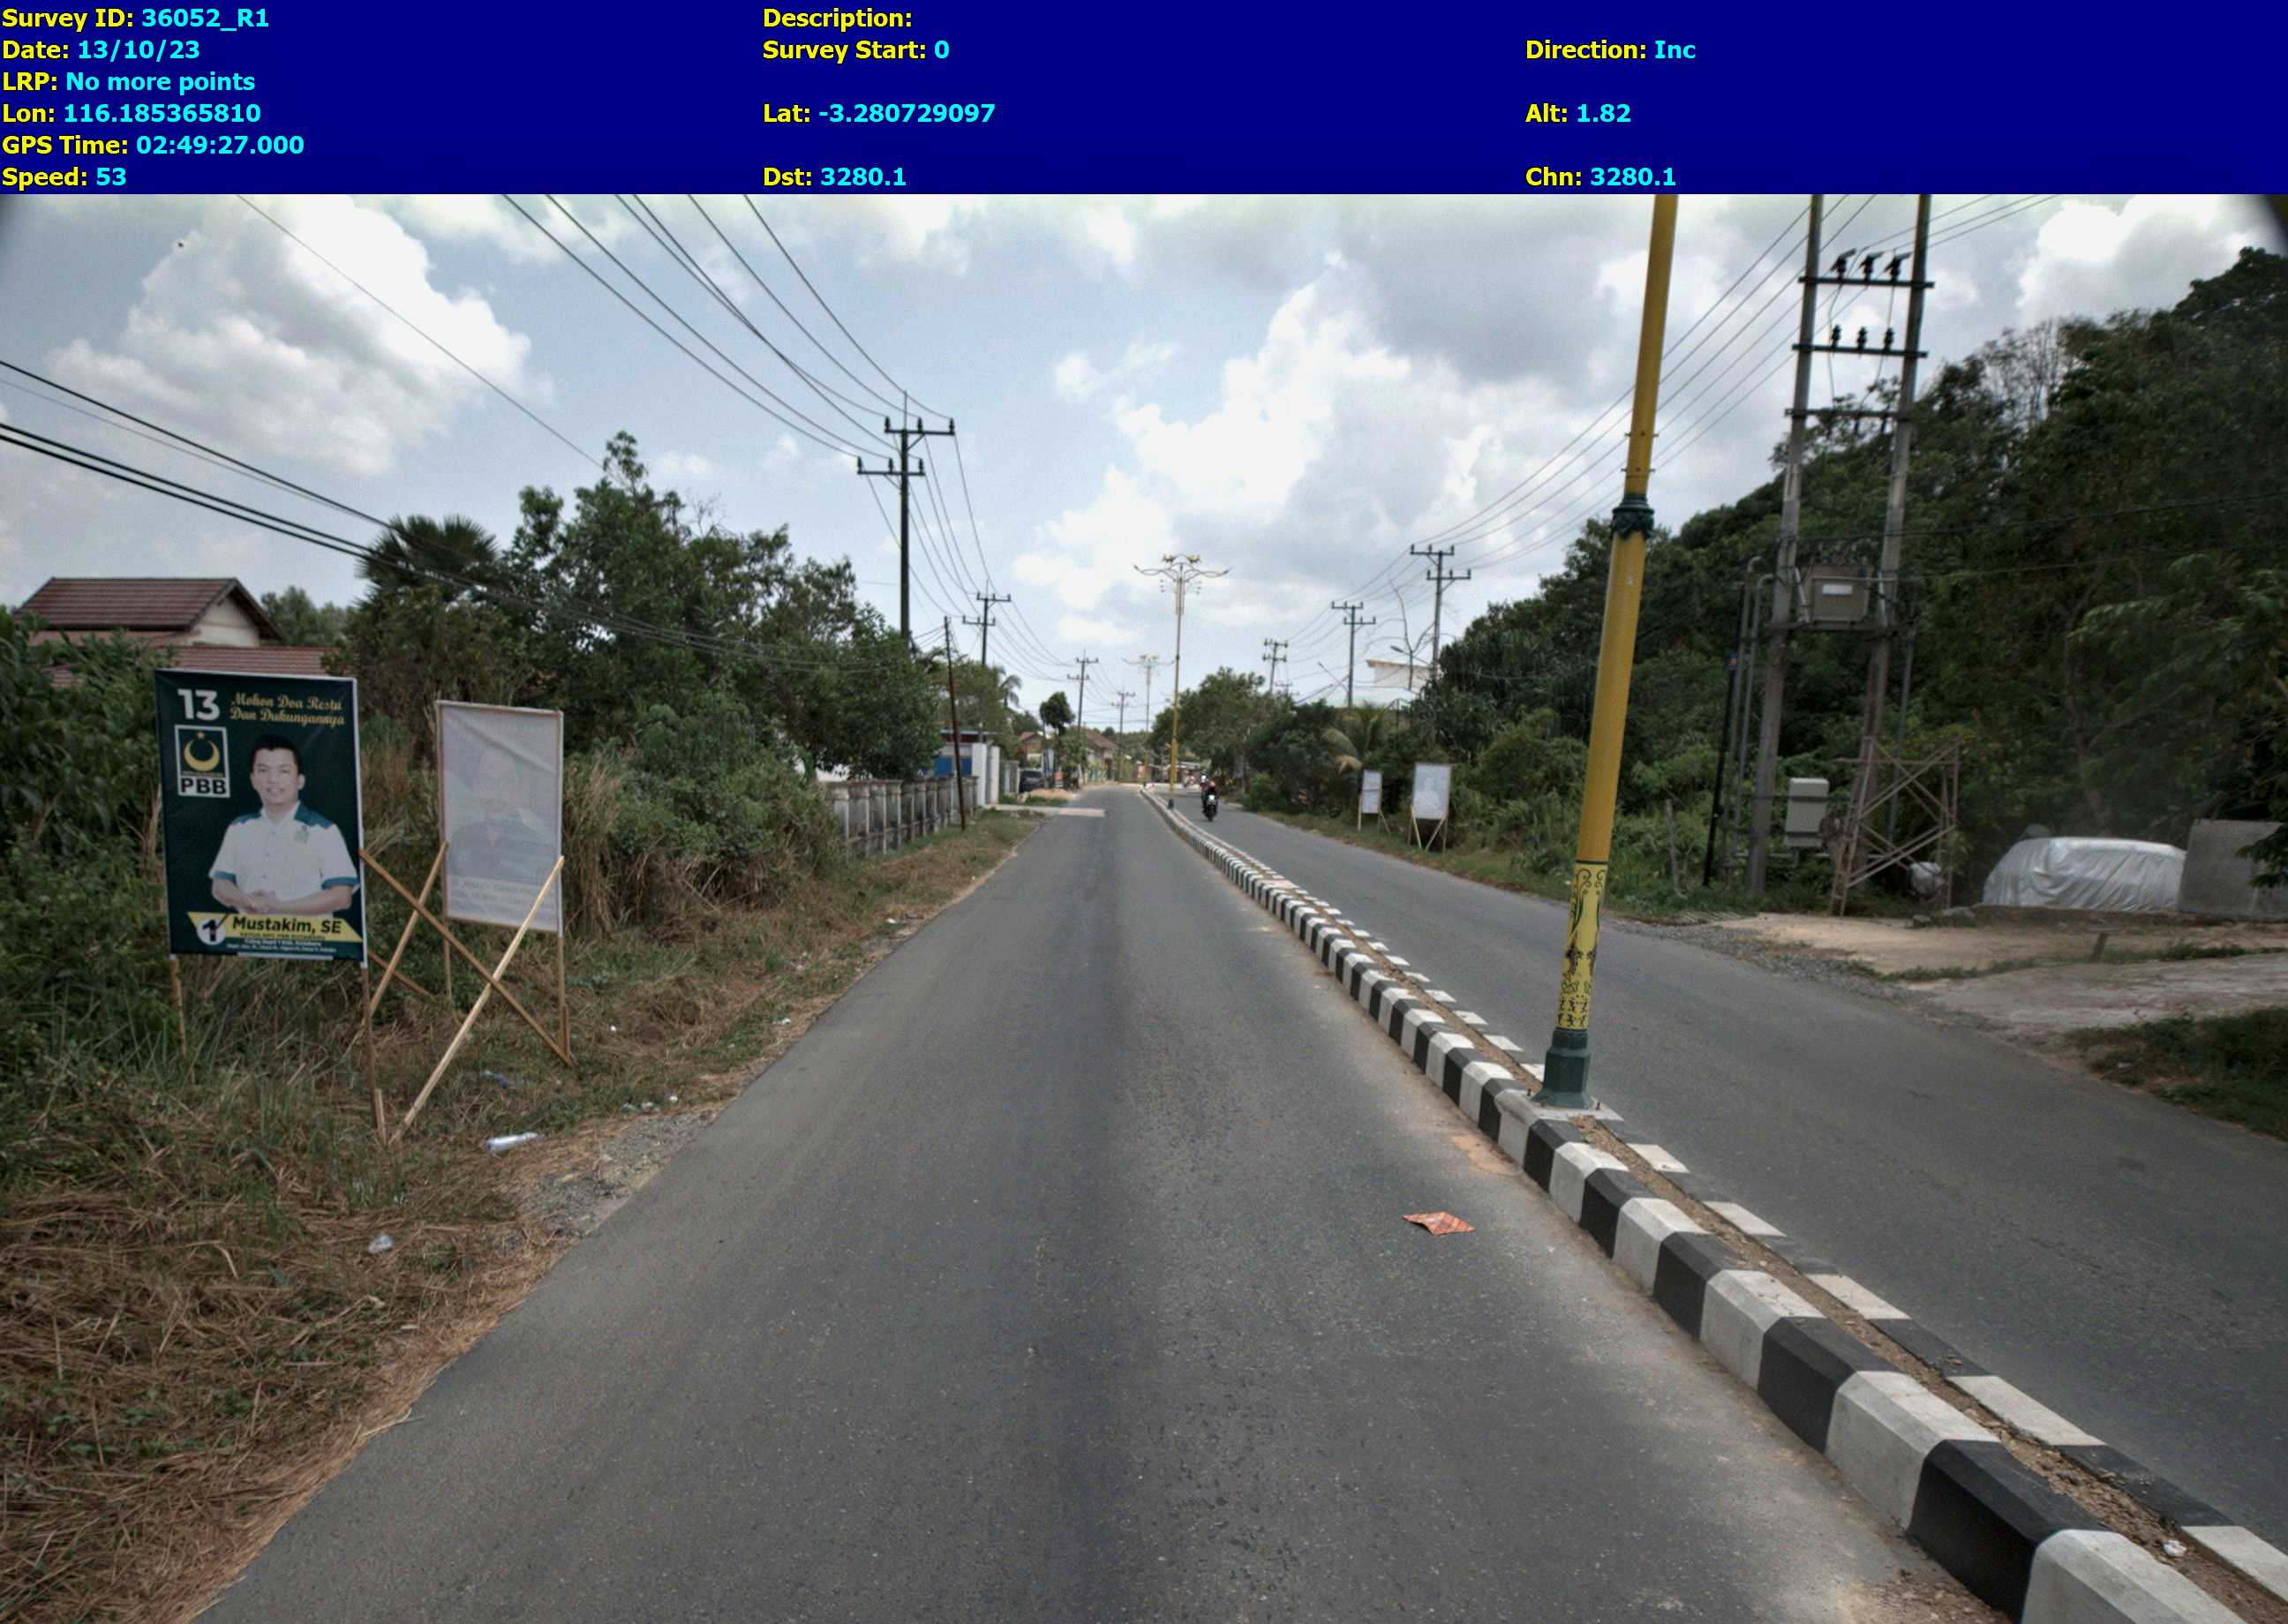 Survey ID: 36052_R1
Description:
Date: 13/10/23
Survey Start: 0
Direction: Inc
LRP: No more points
Lon: 116.185365810
Lat: -3.280729097
Alt: 1.82
GPS Time: 02:49:27.000
Speed: 53
Dst: 3280.1
Chn: 3280.1
13
Mohon Doa Restu
Dan Dukungannya
PBB
1
Mustakim, SE